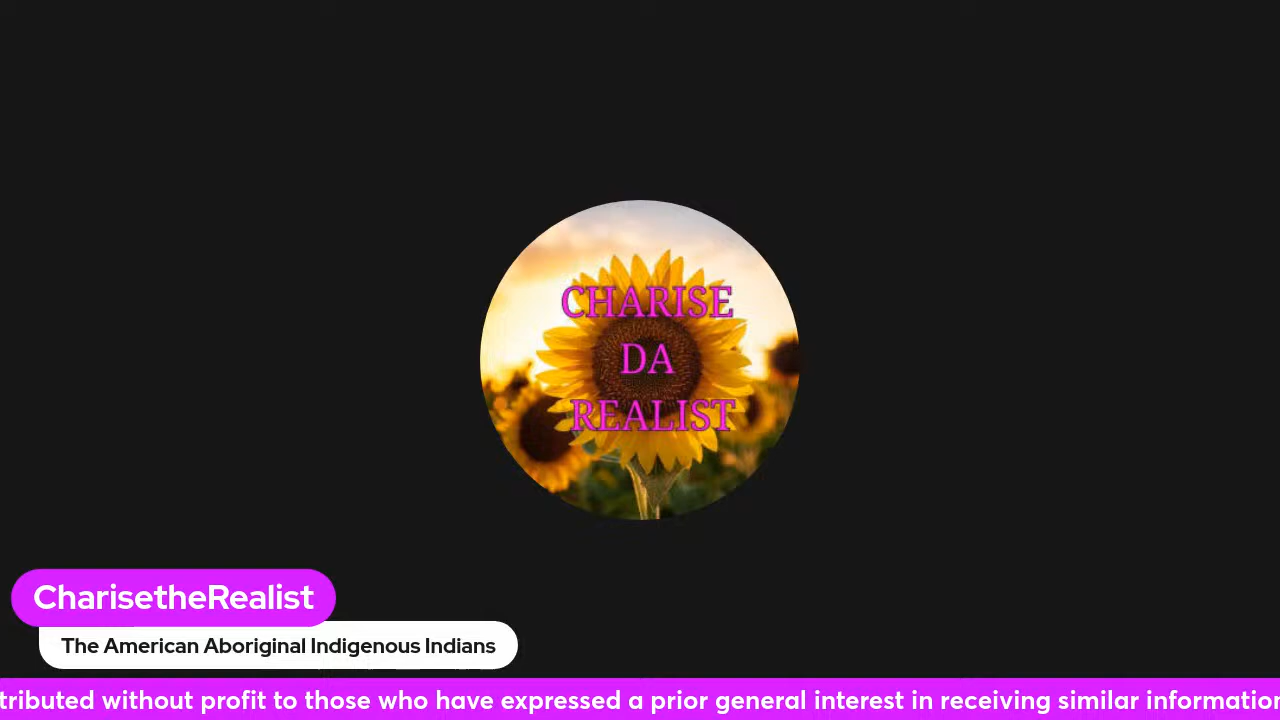 CHARISE
DA
REALIST
CharisetheRealist
The American Aboriginal Indigenous Indians
tributed without profit to those who have expressed a prior general interest in receiving similar information